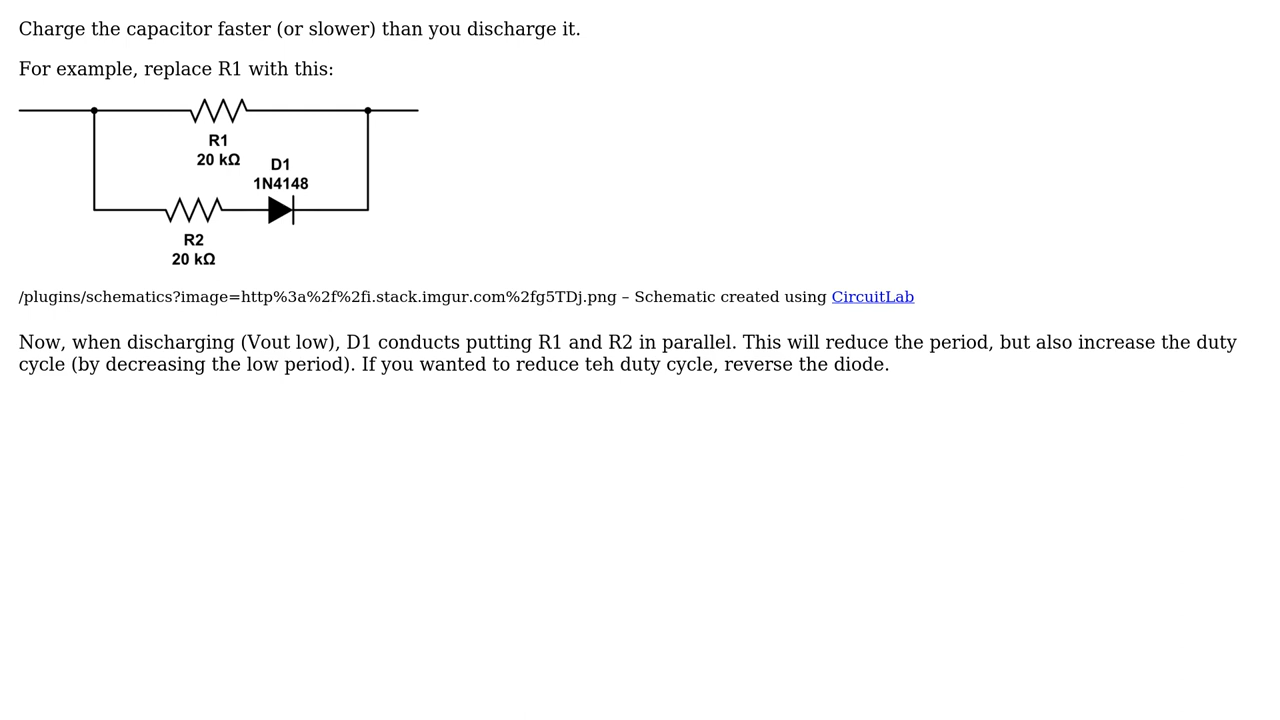 Charge the capacitor faster (or slower) than you discharge it.
For example, replace R1 with this:
R1
20 kΩ
D1
1N4148
R2
20 kΩ
/plugins/schematics?image=http%3a%2f%2fi.stack.imgur.com%2fg5TDj.png – Schematic created using CircuitLab
Now, when discharging (Vout low), D1 conducts putting R1 and R2 in parallel. This will reduce the period, but also increase the duty
cycle (by decreasing the low period). If you wanted to reduce teh duty cycle, reverse the diode.